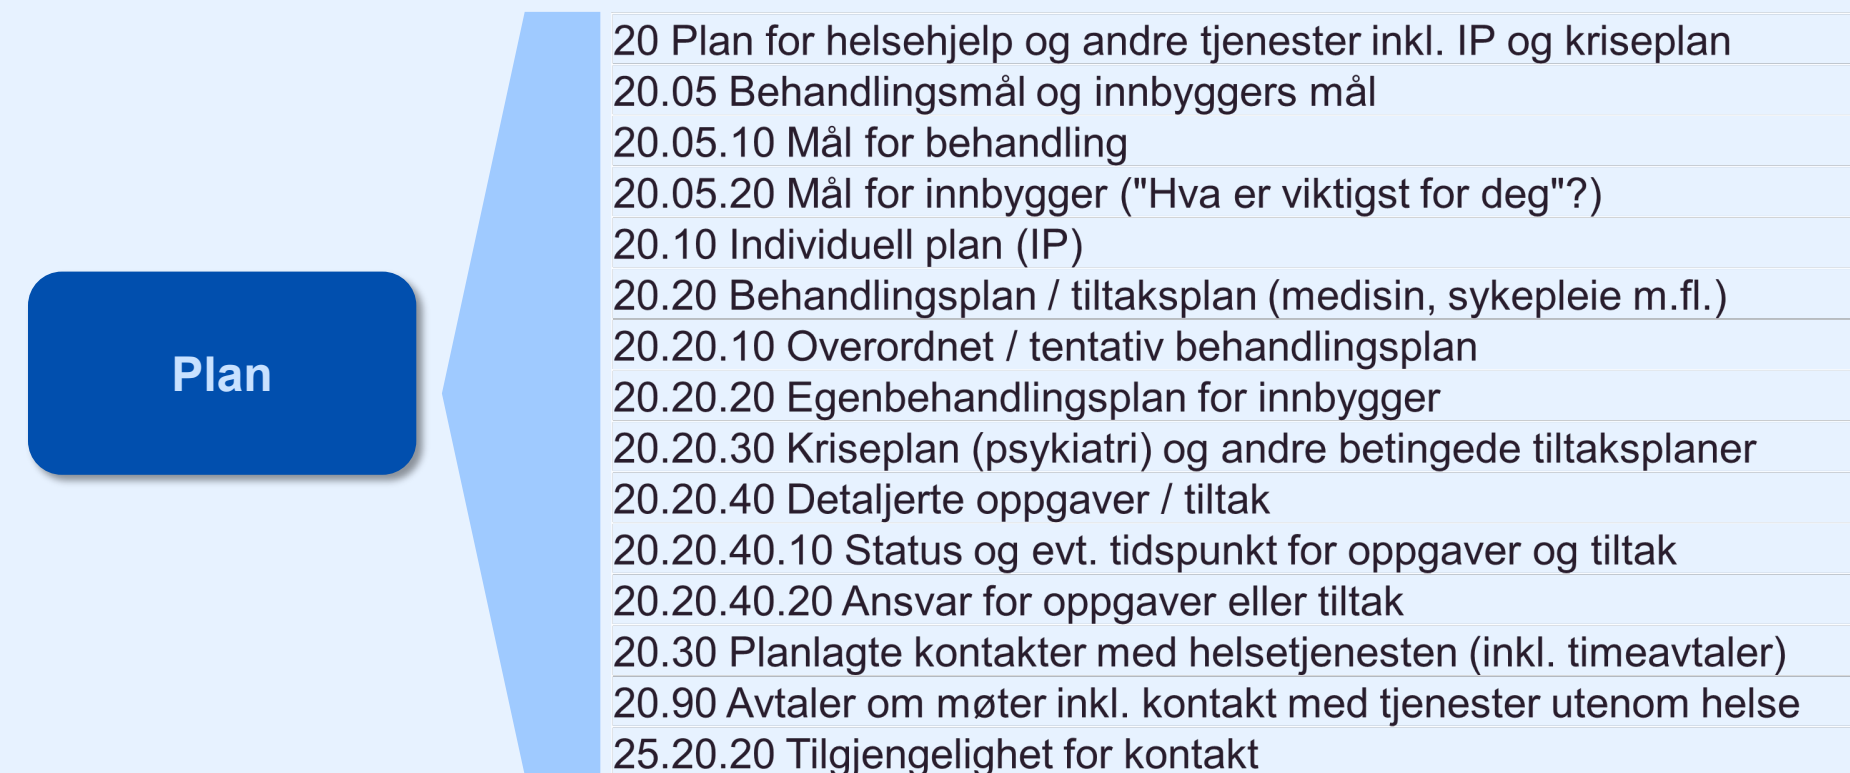 Plan
20 Plan for helsehjelp og andre tjenester inkl. IP og kriseplan
20.05 Behandlingsmål og innbyggers mål
20.05.10 Mål for behandling
20.05.20 Mål for innbygger ("Hva er viktigst for deg"?)
20.10 Individuell plan (IP)
20.20 Behandlingsplan / tiltaksplan (medisin, sykepleie m.fl.)
20.20.10 Overordnet / tentativ behandlingsplan
20.20.20 Egenbehandlingsplan for innbygger
20.20.30 Kriseplan (psykiatri) og andre betingede tiltaksplaner
20.20.40 Detaljerte oppgaver / tiltak
20.20.40.10 Status og evt. tidspunkt for oppgaver og tiltak
20.20.40.20 Ansvar for oppgaver eller tiltak
20.30 Planlagte kontakter med helsetjenesten (inkl. timeavtaler)
20.90 Avtaler om møter inkl. kontakt med tjenester utenom helse
25.20.20 Tilgjengelighet for kontakt